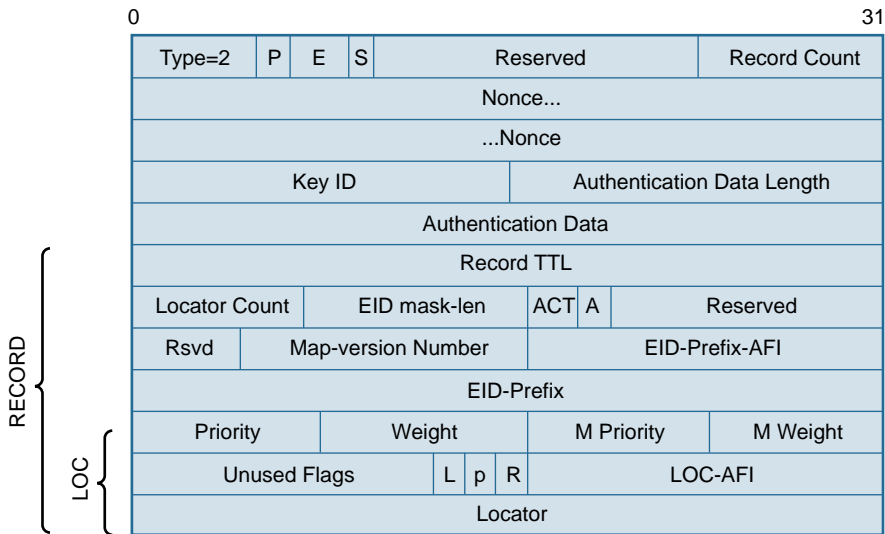 0 31
Type=2 P E S Reserved Record Count
Nonce...
...Nonce
Key ID Authentication Data Length
Authentication Data
Record TTL
Locator Count EID mask-len ACT A Reserved
Rsvd Map-version Number EID-Prefix-AFI
EID-Prefix
Priority Weight M Priority M Weight
Unused Flags L p R LOC-AFI
Locator
RECORD
LOC